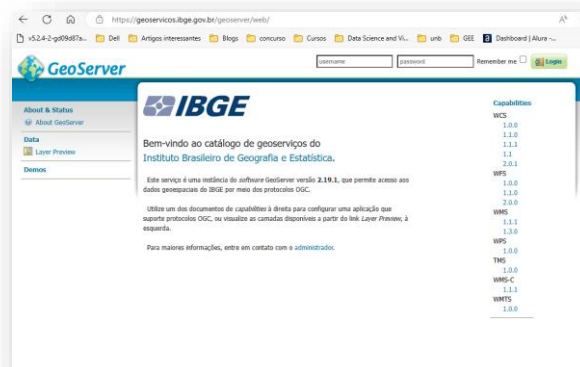 https://geoservicos.ibge.gov.br/geoserver/web/
v5.2.4-2-gd09d87a... Dell Artigos interessantes Blogs concurso Cursos Data Science and Vi... unb GEE Dashboard | Alura -...
GeoServer
username password Remember me Login
About & Status
About GeoServer
Data
Layer Preview
Demos
IBGE
Bem-vindo ao catálogo de geoserviços do
Instituto Brasileiro de Geografia e Estatística.
Este serviço é uma instância do software GeoServer versão 2.19.1, que permite acesso aos
dados geoespaciais do IBGE por meio dos protocolos OGC.
Utilize um dos documentos de capabilities à direita para configurar uma aplicação que
suporte protocolos OGC, ou visualize as camadas disponíveis a partir do link Layer Preview, à
esquerda.
Para maiores informações, entre em contato com o administrador.
Capabilities
WCS
1.0.0
1.1.0
1.1.1
1.1
2.0.1
WFS
1.0.0
1.1.0
2.0.0
WMS
1.1.1
1.3.0
WPS
1.0.0
TMS
1.0.0
WMS-C
1.1.1
WMTS
1.0.0